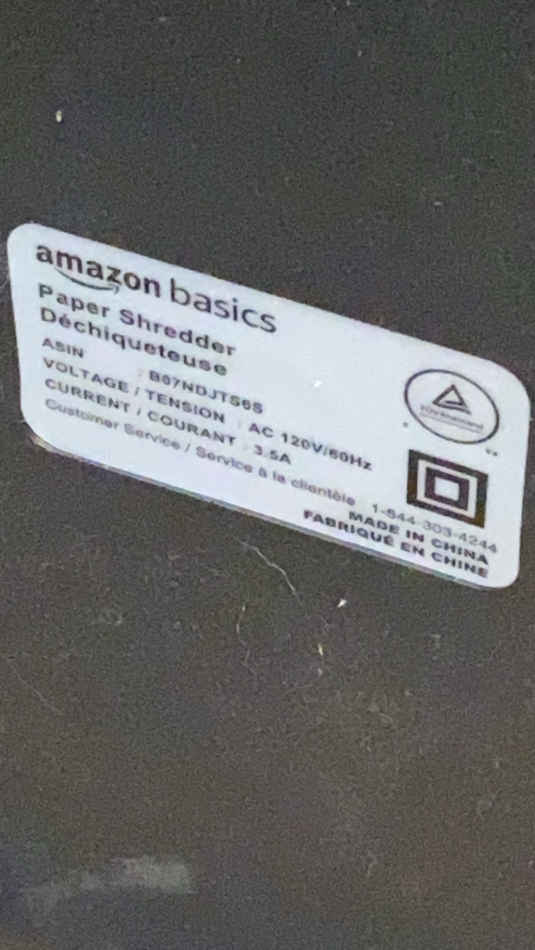 amazon basics
Paper Shredder
Déchiqueteuse
ASIN : B07NDJTS6S
VOLTAGE / TENSION : AC 120V/60Hz
CURRENT / COURANT : 3.5A
Customer Service / Service à la clientèle 1-844-303-4244
MADE IN CHINA
FABRIQUÉ EN CHINE